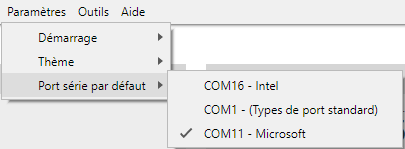 Paramètres Outils Aide
Démarrage
Thème
Port série par défaut
COM16 - Intel
COM1 - (Types de port standard)
COM11 - Microsoft